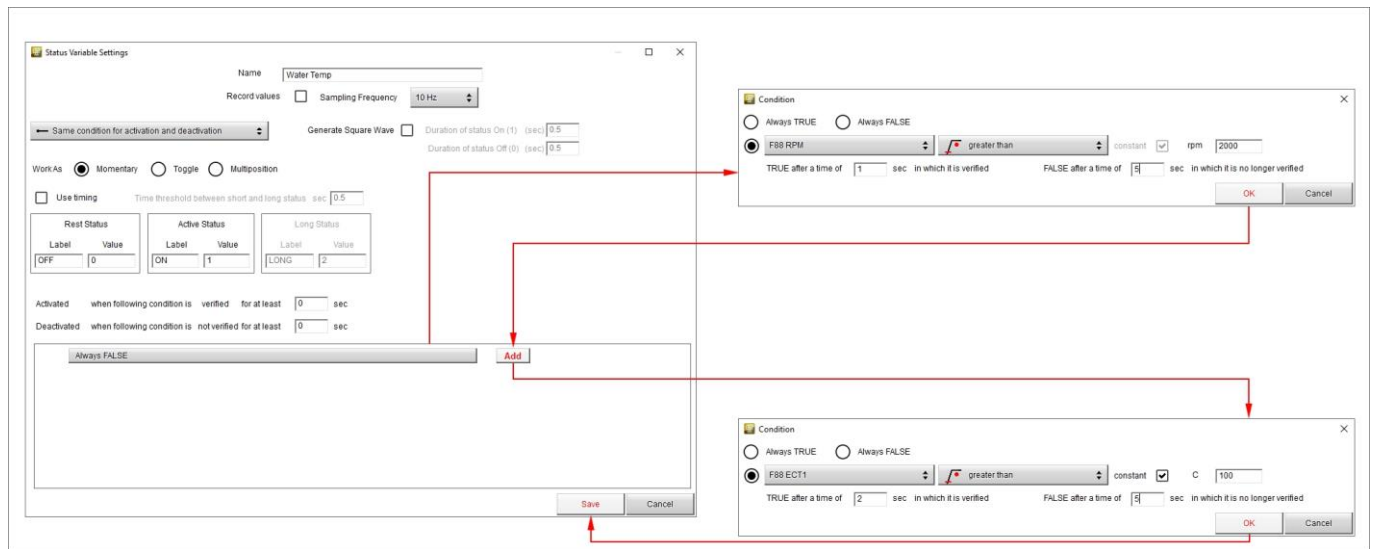 Status Variable Settings
Name Water Temp
Record values Sampling Frequency 10 Hz
Same condition for activation and deactivation
Generate Square Wave Duration of status On (1) (sec) 0.5
Duration of status Off (0) (sec) 0.5
Work As Momentary Toggle Multiposition
Use timing Time threshold between short and long status sec 0.5
Rest Status Active Status Long Status
Label Value Label Value Label Value
OFF 0 ON 1 LONG 2
Activated when following condition is verified for at least 0 sec
Deactivated when following condition is not verified for at least 0 sec
Always FALSE Add
Save Cancel
Condition
Always TRUE Always FALSE
F88 RPM greater than constant rpm 2000
TRUE after a time of 1 sec in which it is verified FALSE after a time of 5 sec in which it is no longer verified
OK Cancel
Condition
Always TRUE Always FALSE
F88 ECT1 greater than constant C 100
TRUE after a time of 2 sec in which it is verified FALSE after a time of 5 sec in which it is no longer verified
OK Cancel